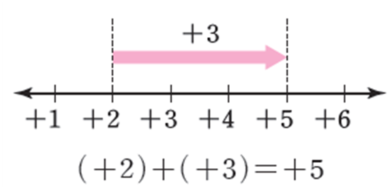 +3
+1 +2 +3 +4 +5 +6
(+2)+(+3)=+5